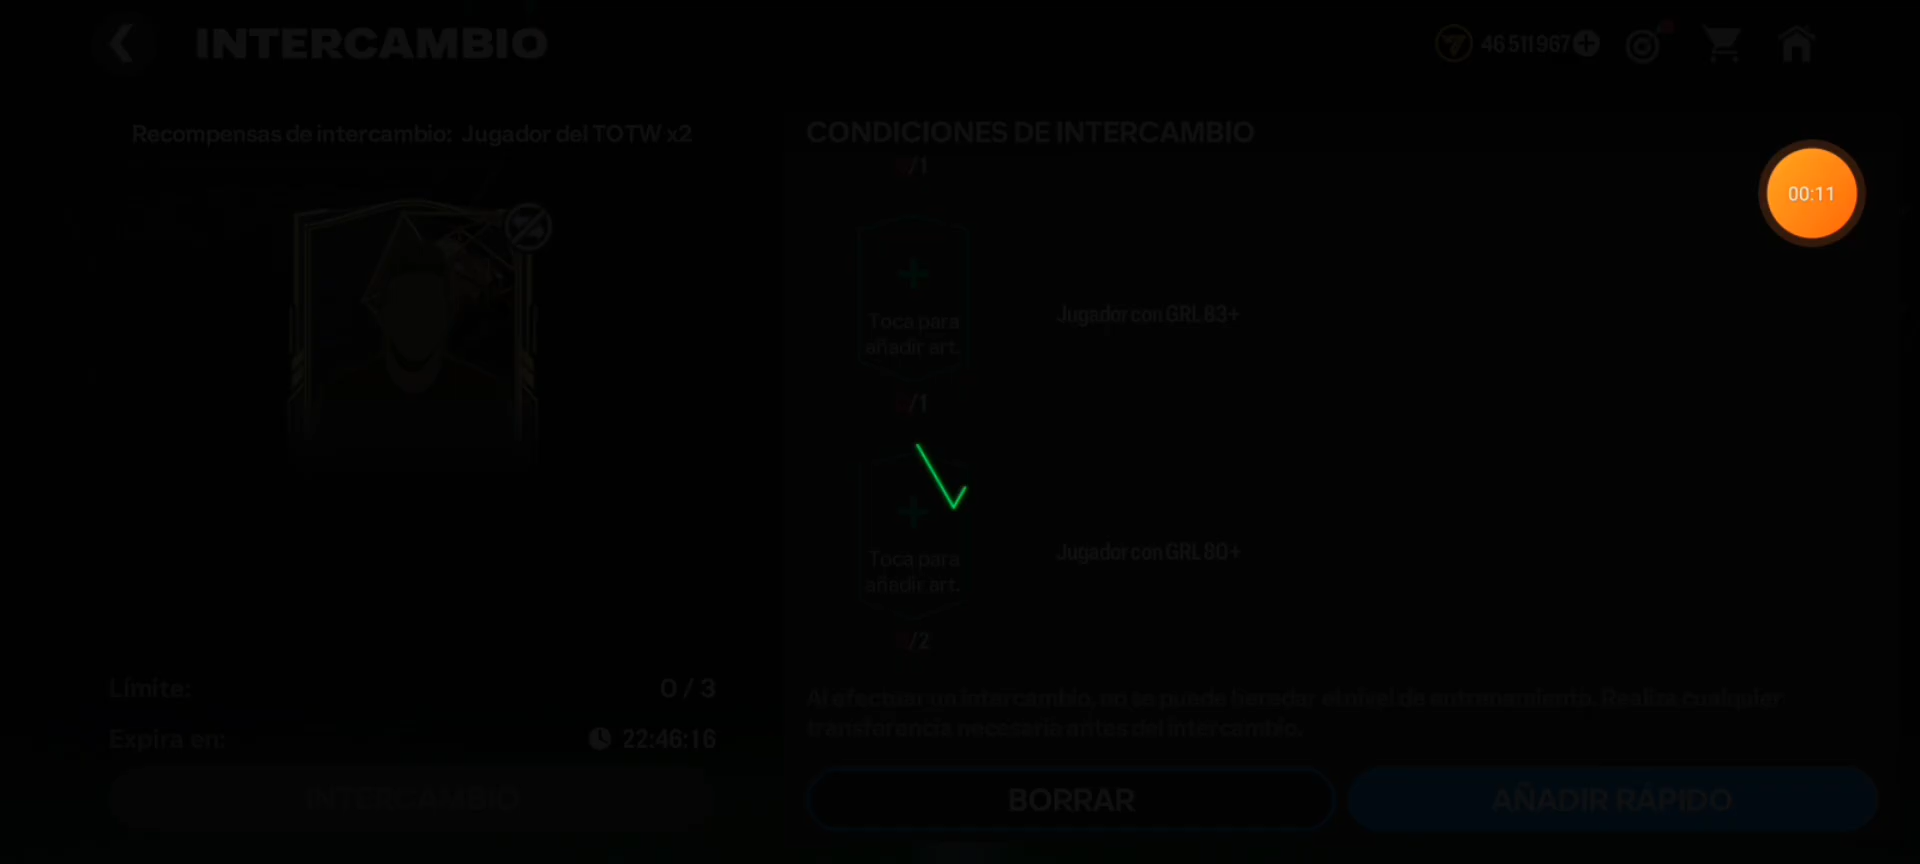 INTERCAMBIO
46 511 967
Recompensas de intercambio: Jugador del TOTW x2
CONDICIONES DE INTERCAMBIO
/1
00:11
Toca para
añadir art.
Jugador con GRL 83+
/1
Toca para
añadir art.
Jugador con GRL 80+
/2
Límite:
0 / 3
Al efectuar un intercambio, no se puede heredar el nivel de entrenamiento. Realiza cualquier
transferencia necesaria antes del intercambio.
Expira en:
22:46:16
INTERCAMBIO
BORRAR
AÑADIR RÁPIDO